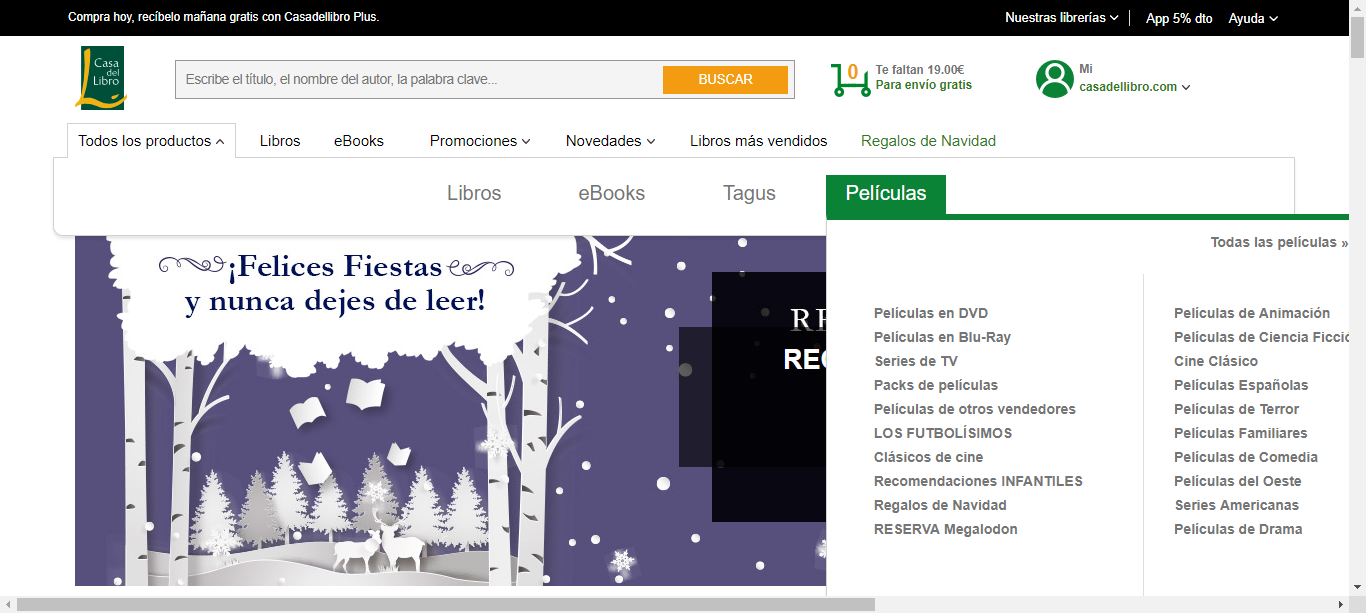 Compra hoy, recíbelo mañana gratis con Casadellibro Plus.
Nuestras librerías
App 5% dto
Ayuda
Casa
del
Libro
Escribe el título, el nombre del autor, la palabra clave...
BUSCAR
0
Te faltan 19.00€
Para envío gratis
Mi
casadellibro.com
Todos los productos
Libros
eBooks
Promociones
Novedades
Libros más vendidos
Regalos de Navidad
Libros
eBooks
Tagus
Películas
Todas las películas »
¡Felices Fiestas
y nunca dejes de leer!
Películas en DVD
Películas en Blu-Ray
Series de TV
Packs de películas
Películas de otros vendedores
LOS FUTBOLÍSIMOS
Clásicos de cine
Recomendaciones INFANTILES
Regalos de Navidad
RESERVA Megalodon
Películas de Animación
Películas de Ciencia Ficció
Cine Clásico
Películas Españolas
Películas de Terror
Películas Familiares
Películas de Comedia
Películas del Oeste
Series Americanas
Películas de Drama